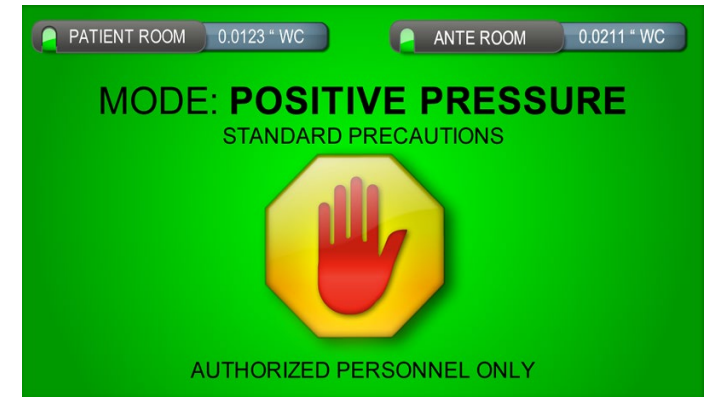 PATIENT ROOM 0.0123 “ WC ANTE ROOM 0.0211 “ WC
MODE: POSITIVE PRESSURE
STANDARD PRECAUTIONS
AUTHORIZED PERSONNEL ONLY